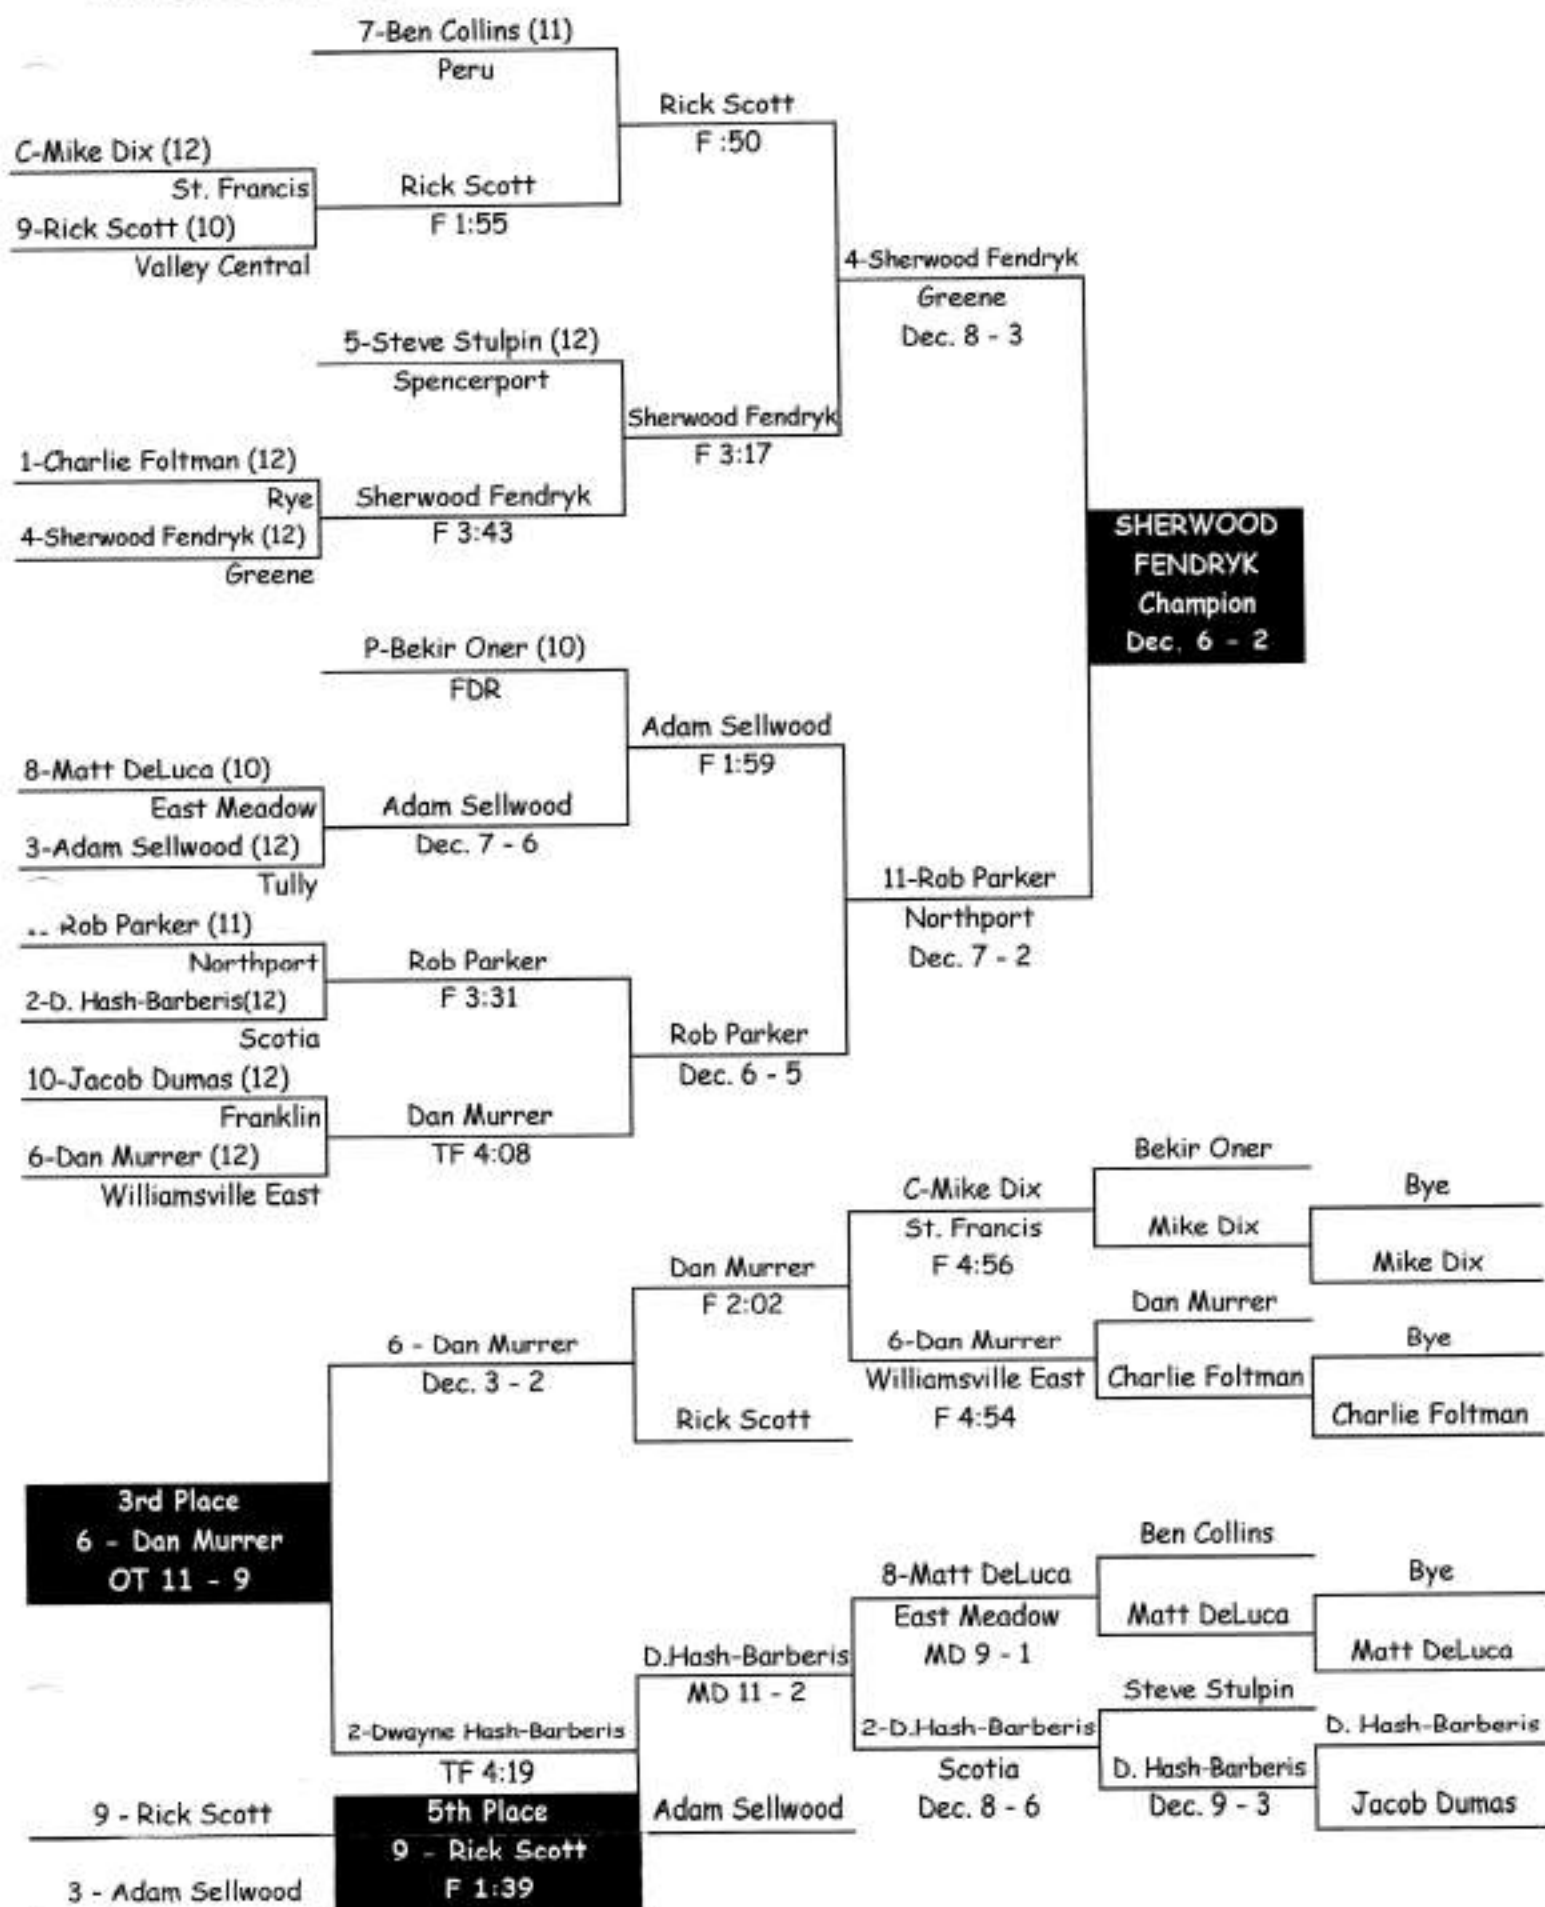 7-Ben Collins (11)
Peru
Rick Scott
F :50
C-Mike Dix (12)
St. Francis
Rick Scott
F 1:55
9-Rick Scott (10)
Valley Central
4-Sherwood Fendryk
Greene
Dec. 8 - 3
5-Steve Stulpin (12)
Spencerport
Sherwood Fendryk
F 3:17
1-Charlie Foltman (12)
Rye
Sherwood Fendryk
F 3:43
4-Sherwood Fendryk (12)
Greene
SHERWOOD
FENDRYK
Champion
Dec. 6 - 2
P-Bekir Oner (10)
FDR
Adam Sellwood
F 1:59
8-Matt DeLuca (10)
East Meadow
Adam Sellwood
Dec. 7 - 6
3-Adam Sellwood (12)
Tully
11-Rob Parker
Northport
Dec. 7 - 2
Rob Parker (11)
Northport
Rob Parker
F 3:31
2-D. Hash-Barberis(12)
Scotia
Rob Parker
Dec. 6 - 5
10-Jacob Dumas (12)
Franklin
Dan Murrer
TF 4:08
6-Dan Murrer (12)
Williamsville East
Bekir Oner
C-Mike Dix
St. Francis
F 4:56
Bye
Mike Dix
Mike Dix
Dan Murrer
F 2:02
Dan Murrer
6-Dan Murrer
Williamsville East
F 4:54
Bye
Charlie Foltman
Charlie Foltman
6 - Dan Murrer
Dec. 3 - 2
Rick Scott
3rd Place
6 - Dan Murrer
OT 11 - 9
Ben Collins
8-Matt DeLuca
East Meadow
MD 9 - 1
Bye
Matt DeLuca
Matt DeLuca
D.Hash-Barberis
MD 11 - 2
Steve Stulpin
2-D.Hash-Barberis
Scotia
Dec. 8 - 6
D. Hash-Barberis
D. Hash-Barberis
Dec. 9 - 3
Jacob Dumas
2-Dwayne Hash-Barberis
TF 4:19
Adam Sellwood
9 - Rick Scott
5th Place
9 - Rick Scott
F 1:39
3 - Adam Sellwood